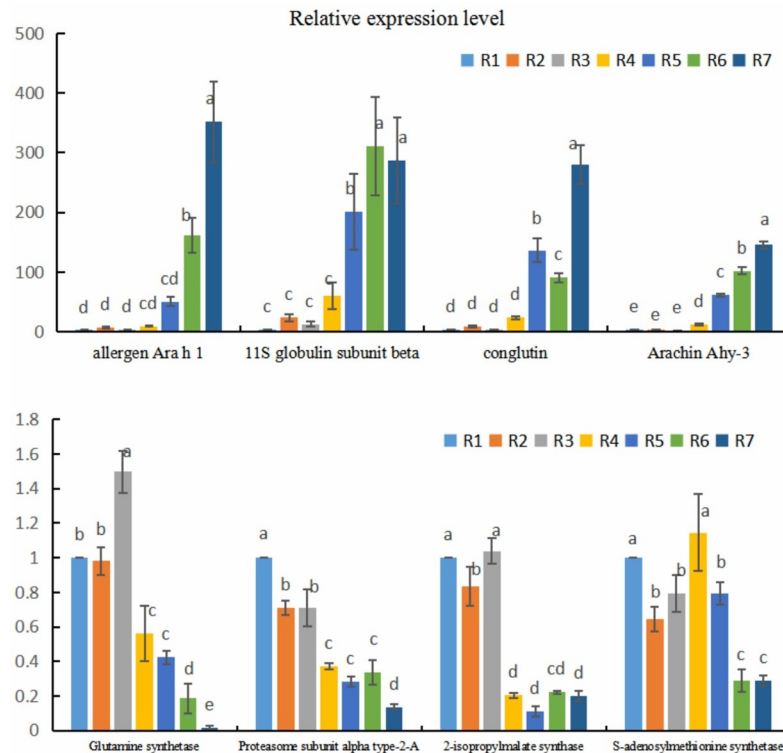 Relative expression level
500
R1 R2 R3 R4 R5 R6 R7
400
300
200
100
0
a
b
cd
cd
d d d
a a
b
c c c c
a
b
c
d d d d
a
b
c
d
e e e
allergen Ara h 1 11S globulin subunit beta conglutin Arachin Ahy-3
1.8
R1 R2 R3 R4 R5 R6 R7
1.6
1.4
1.2
1
0.8
0.6
0.4
0.2
0
b b a c c d e
a b b c c c d
a b a c d cd d
a b b a b c c
Glutamine synthetase Proteasome subunit alpha type-2-A 2-isopropylmalate synthase S-adenosylmethionine synthetase